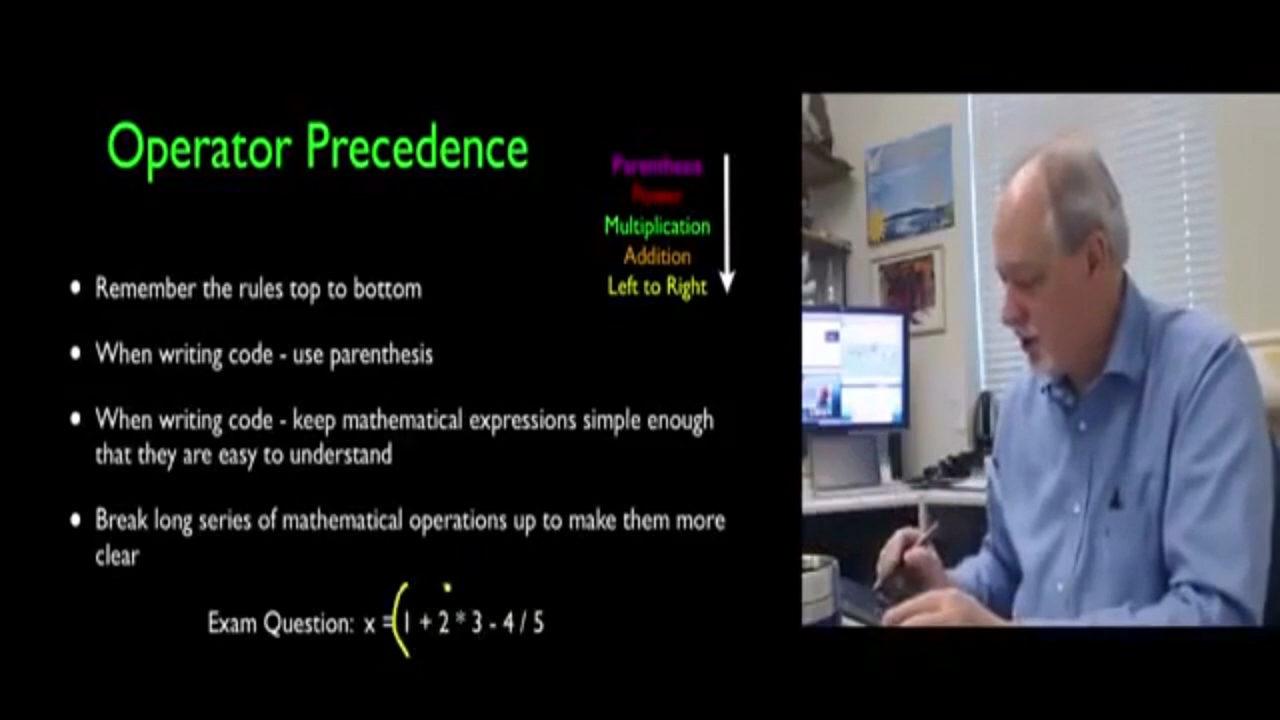 Operator Precedence
Parenthesis
Power
Multiplication
Addition
Left to Right
• Remember the rules top to bottom
• When writing code - use parenthesis
• When writing code - keep mathematical expressions simple enough
that they are easy to understand
• Break long series of mathematical operations up to make them more
clear
Exam Question: x = ( 1 + 2 * 3 - 4 / 5